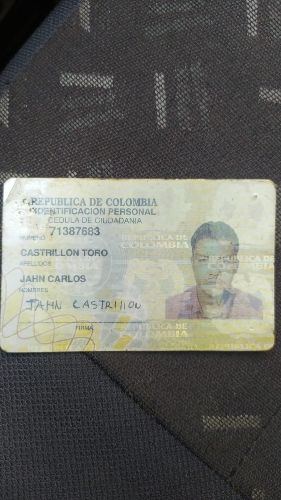 REPUBLICA DE COLOMBIA
IDENTIFICACION PERSONAL
CEDULA DE CIUDADANIA
NUMERO 71387683
CASTRILLON TORO
APELLIDOS
JAHN CARLOS
NOMBRES
JAHN CASTRIllON
FIRMA
REPUBLICA DE
COLOMBIA
REPUBLICA DE
COLOMBIA